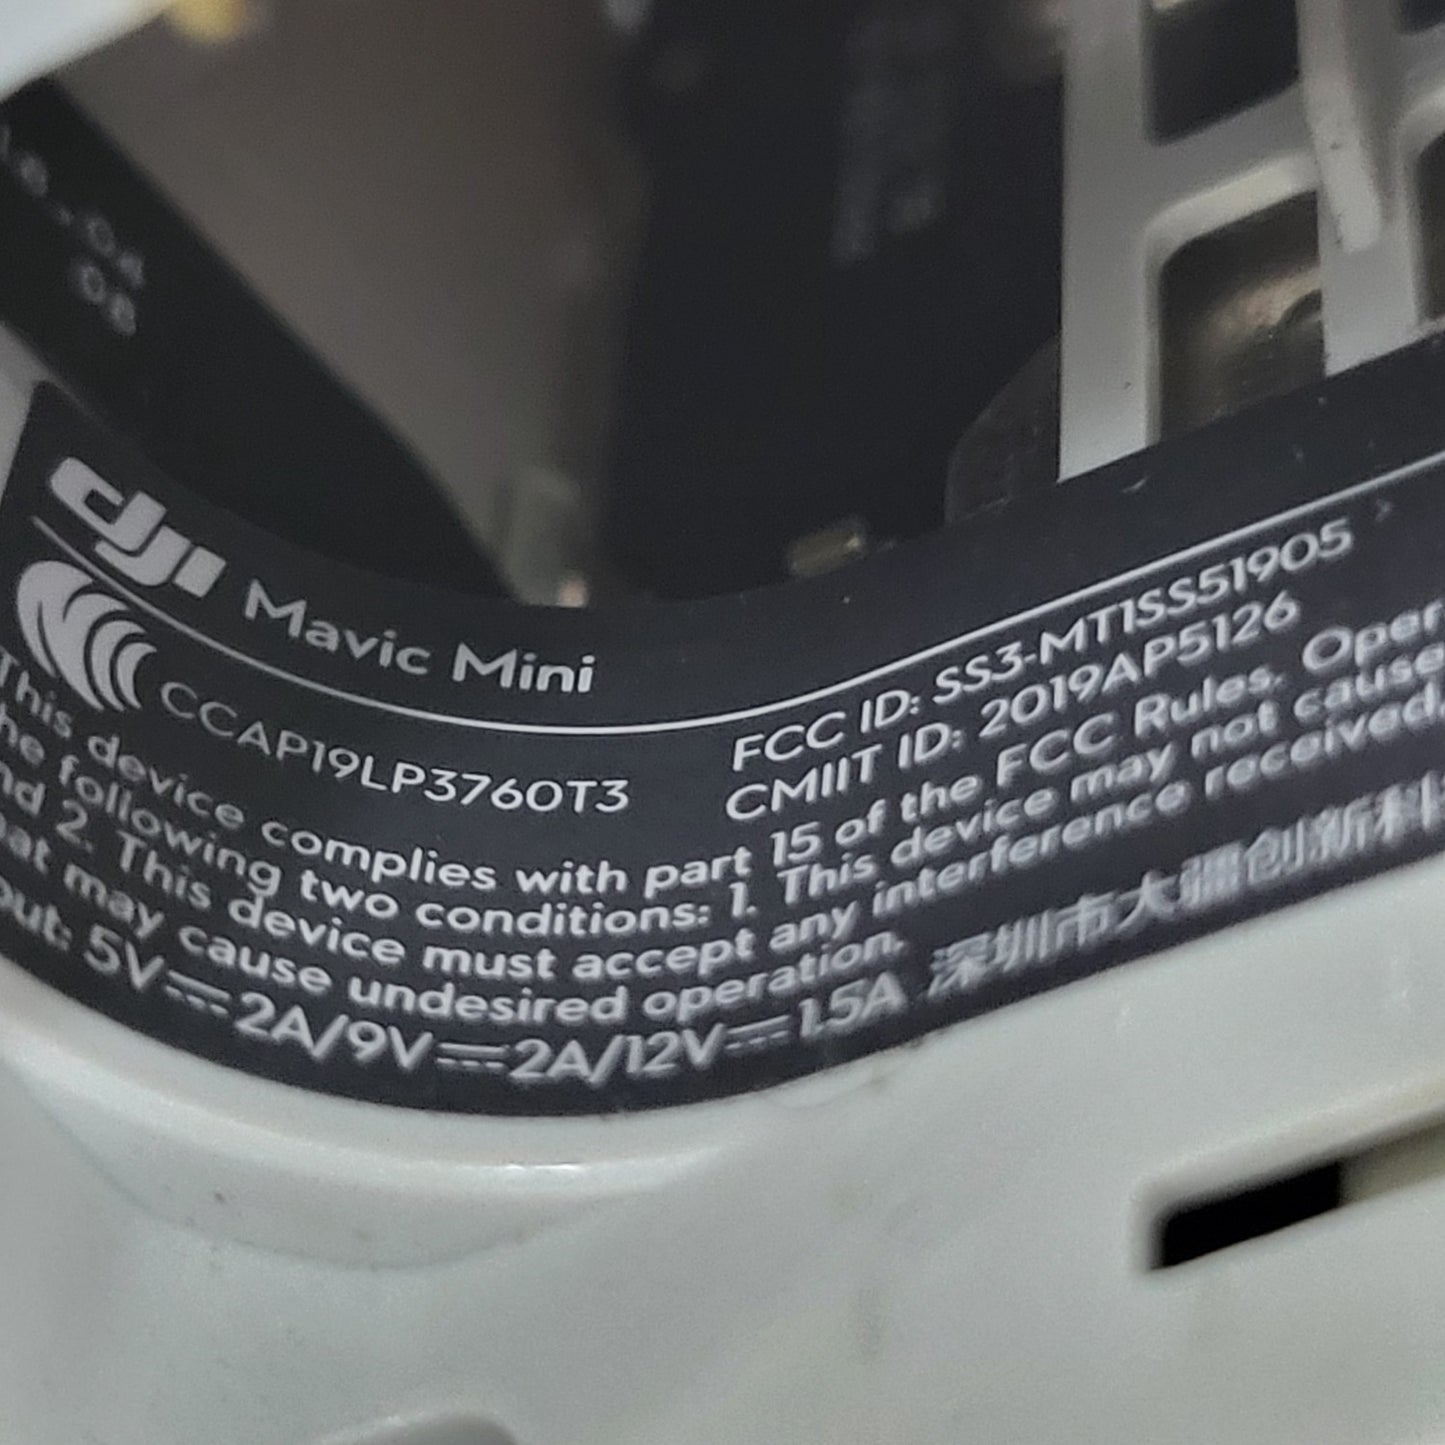 08
dji Mavic Mini
CCAP19LP3760T3
FCC ID: SS3-MT1SS51905
CMIIT ID: 2019AP5126
This device complies with part 15 of the FCC Rules. Oper
he following two conditions: 1. This device may not cause
nd 2. This device must accept any interference received,
hat may cause undesired operation.
put: 5V⎓2A/9V⎓2A/12V⎓1.5A 深圳市大疆创新科